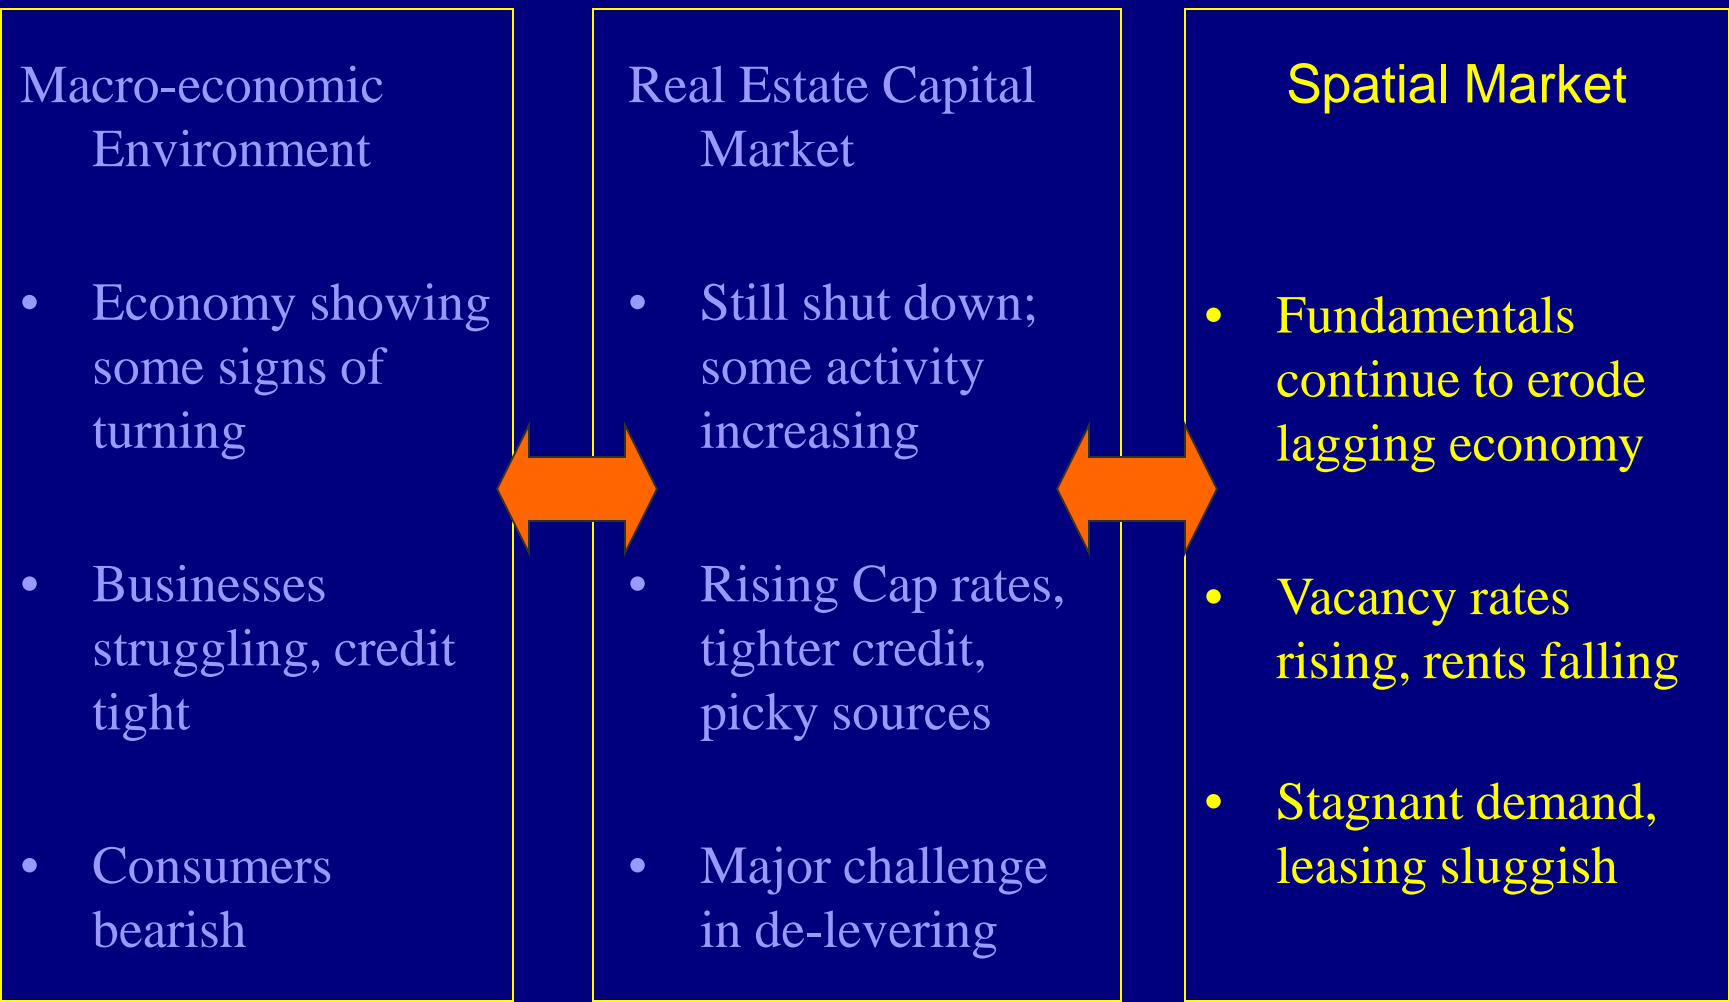 Macro-economic
Environment
• Economy showing
some signs of
turning
• Businesses
struggling, credit
tight
• Consumers
bearish
Real Estate Capital
Market
• Still shut down;
some activity
increasing
• Rising Cap rates,
tighter credit,
picky sources
• Major challenge
in de-levering
Spatial Market
• Fundamentals
continue to erode
lagging economy
• Vacancy rates
rising, rents falling
• Stagnant demand,
leasing sluggish